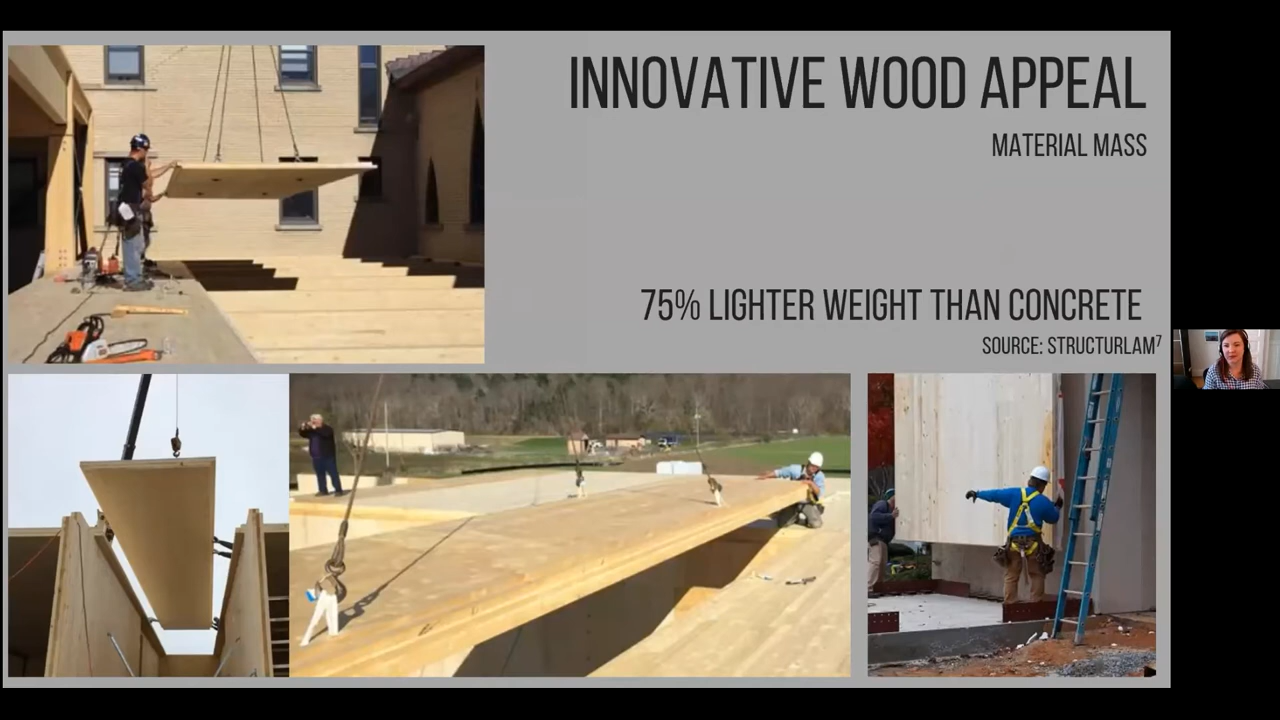 INNOVATIVE WOOD APPEAL
MATERIAL MASS
75% LIGHTER WEIGHT THAN CONCRETE
SOURCE: STRUCTURLAM⁷